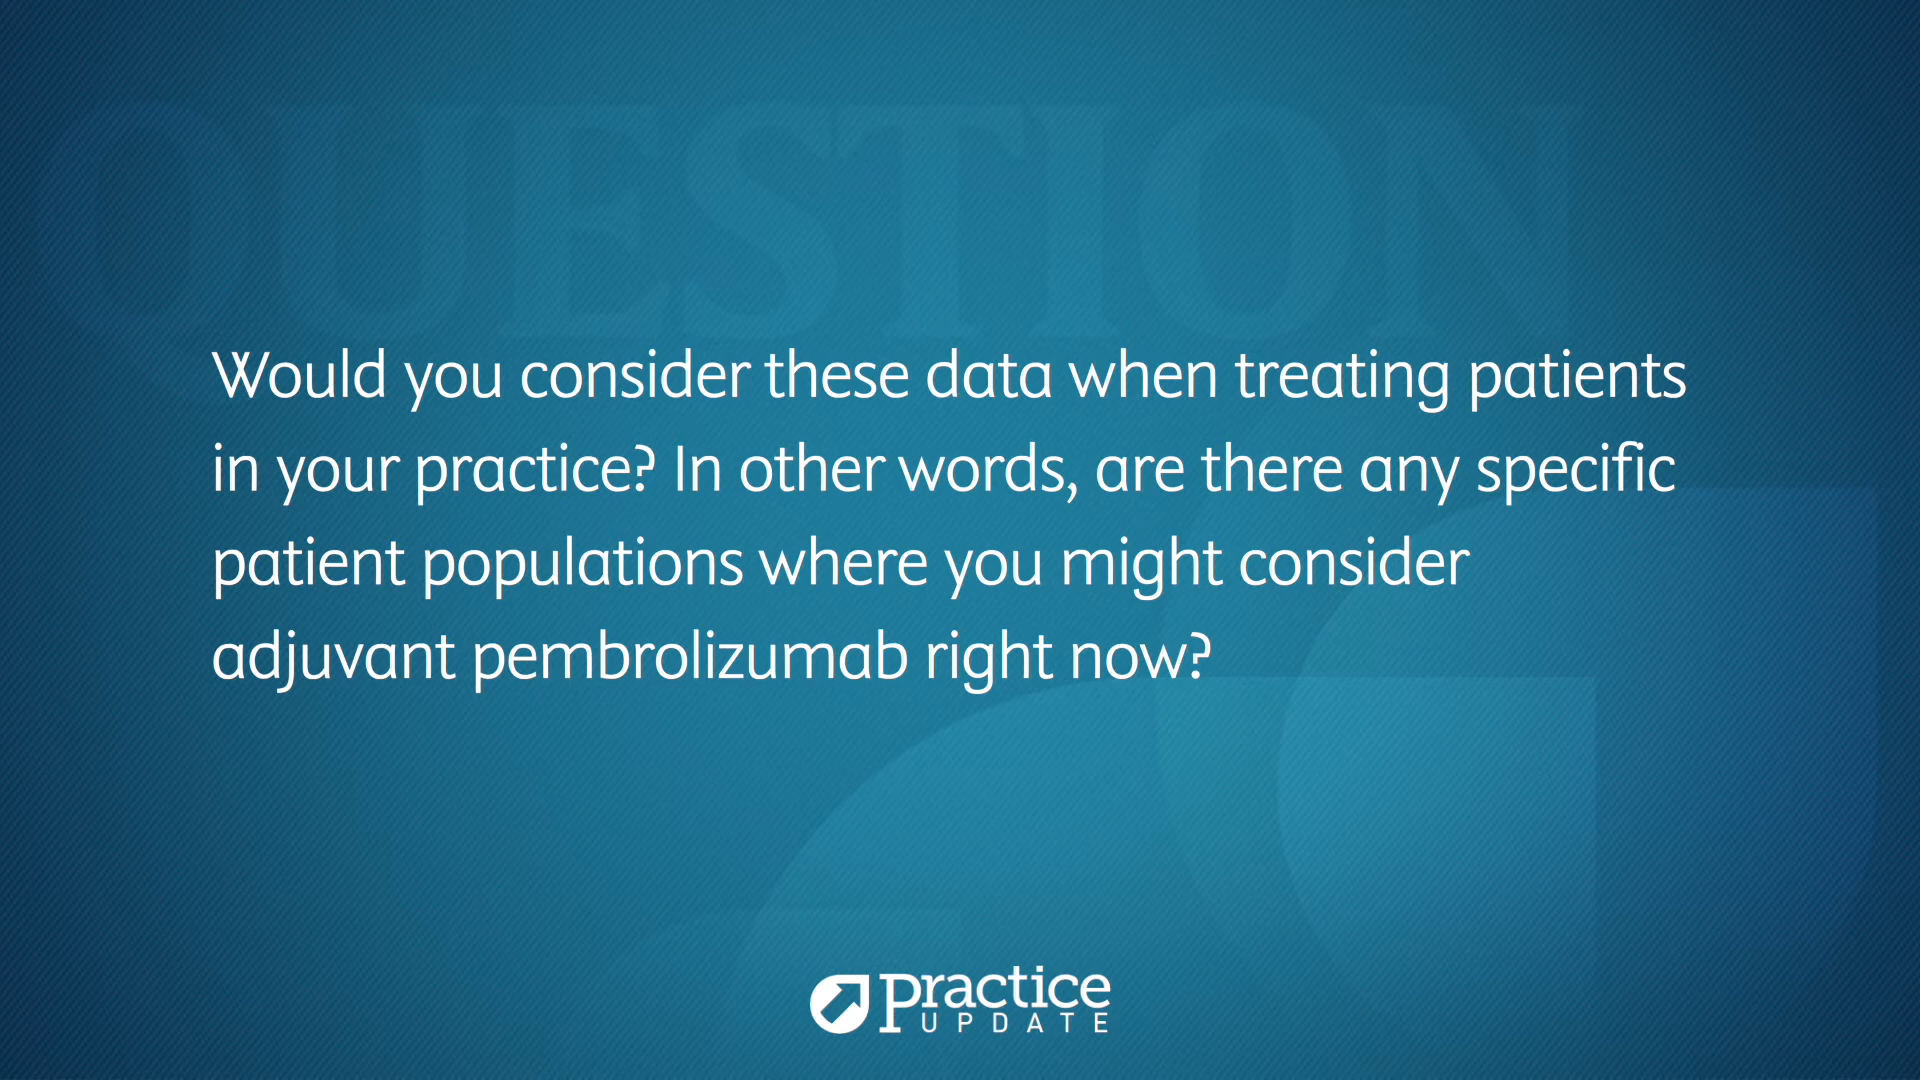 QUESTION
Would you consider these data when treating patients
in your practice? In other words, are there any specific
patient populations where you might consider
adjuvant pembrolizumab right now?
Practice
UPDATE